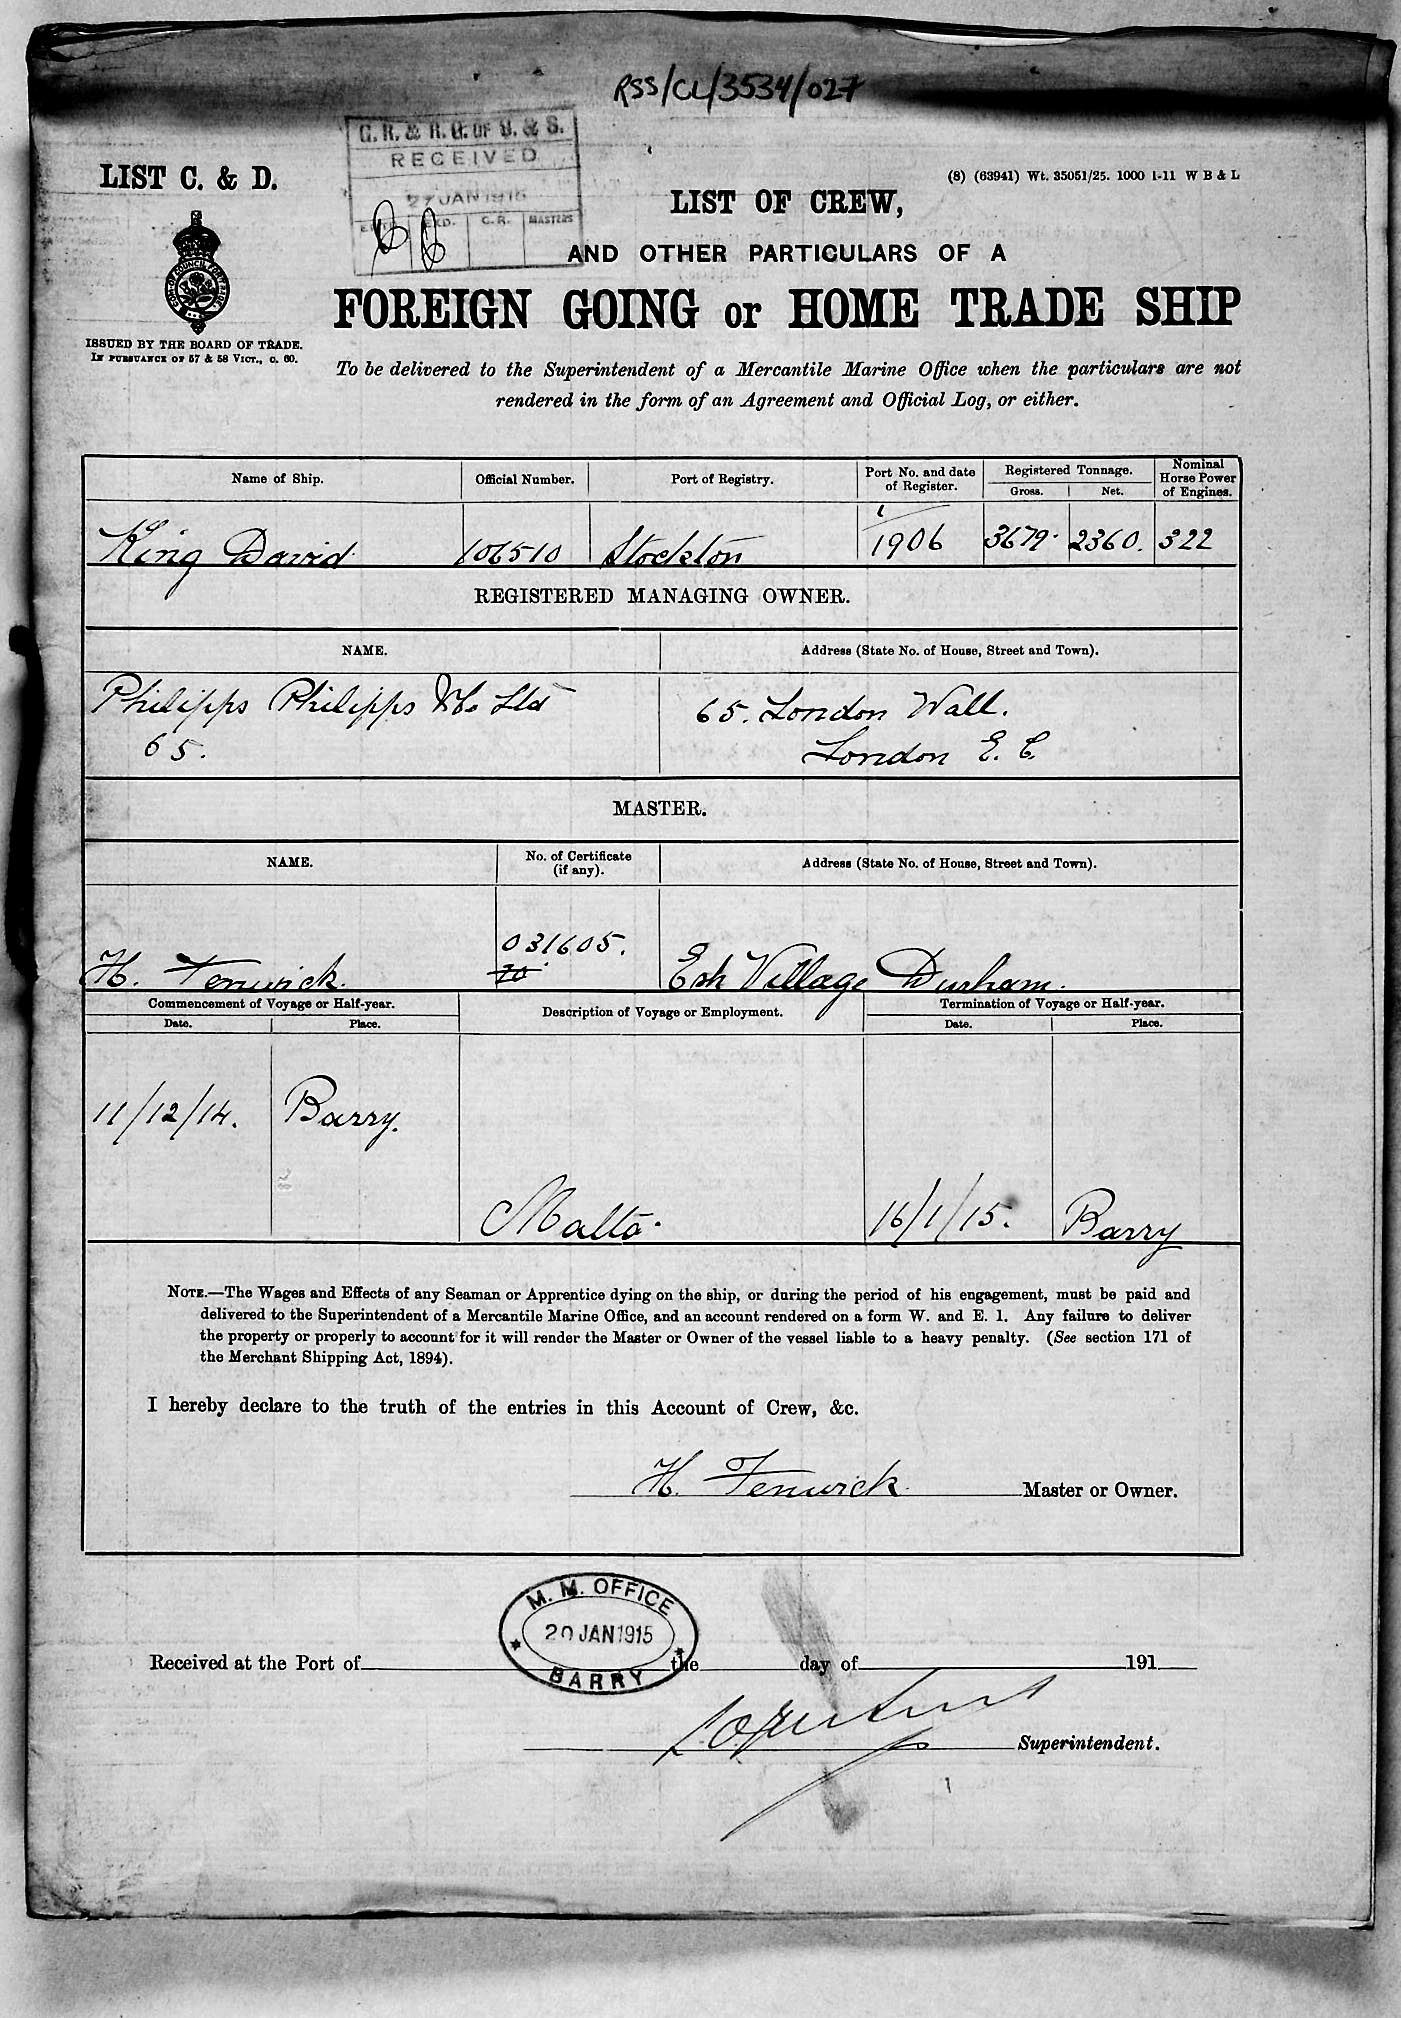 RSS/CL/3534/027
RECEIVED
27 JAN 1915
C.R. MASTERS
LIST C. & D.
(8) (63941) Wt. 35051/25. 1000 1-11 W B & L
LIST OF CREW,
AND OTHER PARTICULARS OF A
FOREIGN GOING or HOME TRADE SHIP
ISSUED BY THE BOARD OF TRADE.
IN PURSUANCE OF 57 & 58 VICT., C. 60.
To be delivered to the Superintendent of a Mercantile Marine Office when the particulars are not
rendered in the form of an Agreement and Official Log, or either.
Name of Ship. Official Number. Port of Registry. Port No. and date of Register. Registered Tonnage. Gross. Net. Nominal Horse Power of Engines.
King David 106510 Stockton 1/1906 3679. 2360. 322
REGISTERED MANAGING OWNER.
NAME. Address (State No. of House, Street and Town).
Philipps Philipps & Co Ltd 65. London Wall.
65. London E. C.
MASTER.
NAME. No. of Certificate (if any). Address (State No. of House, Street and Town).
031605.
H. Fenwick. Esh Village Durham.
Commencement of Voyage or Half-year. Description of Voyage or Employment. Termination of Voyage or Half-year.
Date. Place. Date. Place.
11/12/14. Barry.
Malta. 16/1/15. Barry
NOTE.—The Wages and Effects of any Seaman or Apprentice dying on the ship, or during the period of his engagement, must be paid and
delivered to the Superintendent of a Mercantile Marine Office, and an account rendered on a form W. and E. 1. Any failure to deliver
the property or properly to account for it will render the Master or Owner of the vessel liable to a heavy penalty. (See section 171 of
the Merchant Shipping Act, 1894).
I hereby declare to the truth of the entries in this Account of Crew, &c.
H. Fenwick. Master or Owner.
M. M. OFFICE
20 JAN 1915
BARRY
Received at the Port of the day of 191
Superintendent.